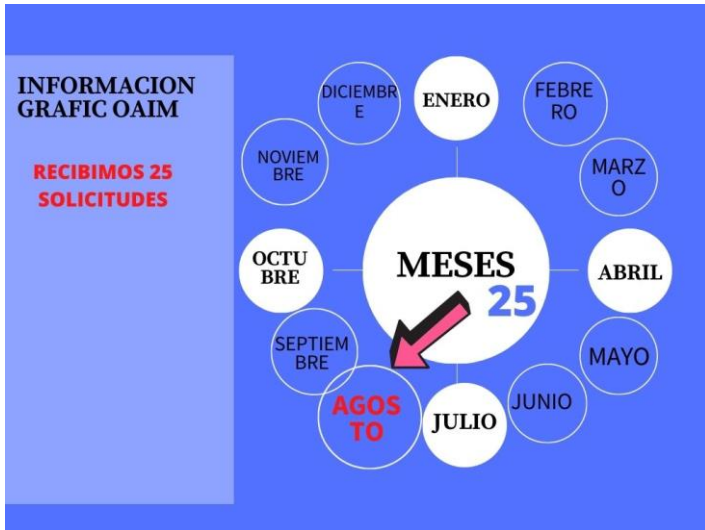 INFORMACION
GRAFIC OAIM
RECIBIMOS 25
SOLICITUDES
DICIEMBR
E
ENERO
FEBRE
RO
NOVIEM
BRE
MARZ
O
OCTU
BRE
MESES
25
ABRIL
SEPTIEM
BRE
MAYO
AGOS
TO
JULIO
JUNIO